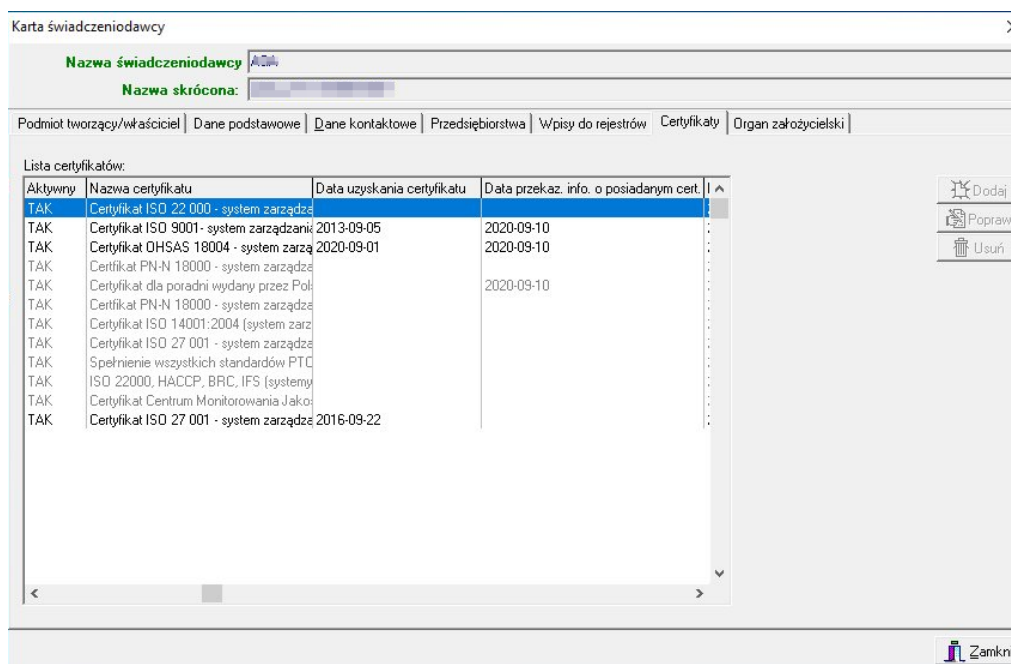 Karta świadczeniodawcy
Nazwa świadczeniodawcy
Nazwa skrócona:
Podmiot tworzący/właściciel Dane podstawowe Dane kontaktowe Przedsiębiorstwa Wpisy do rejestrów Certyfikaty Organ założycielski
Lista certyfikatów:
Aktywny Nazwa certyfikatu Data uzyskania certyfikatu Data przekaz. info. o posiadanym cert.
Dodaj
TAK Certyfikat ISO 22 000 - system zarządza
Popraw
TAK Certyfikat ISO 9001- system zarządzani 2013-09-05 2020-09-10
TAK Certyfikat OHSAS 18004 - system zarzą 2020-09-01 2020-09-10
Usuń
TAK Certfikat PN-N 18000 - system zarządza
TAK Certyfikat dla poradni wydany przez Pol 2020-09-10
TAK Certfikat PN-N 18000 - system zarządza
TAK Certyfikat ISO 14001:2004 (system zarz
TAK Certyfikat ISO 27 001 - system zarządza
TAK Spełnienie wszystkich standardów PTD
TAK ISO 22000, HACCP, BRC, IFS (systemy
TAK Certyfikat Centrum Monitorowania Jako
TAK Certyfikat ISO 27 001 - system zarządza 2016-09-22
Zamkni